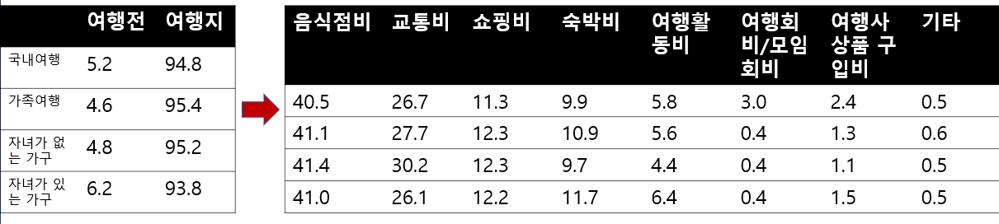 여행전 여행지
국내여행 5.2 94.8
가족여행 4.6 95.4
자녀가 없
는 가구 4.8 95.2
자녀가 있
는 가구 6.2 93.8
음식점비 교통비 쇼핑비 숙박비 여행활 여행회 여행사 기타
동비 비/모임 상품 구
회비 입비
40.5 26.7 11.3 9.9 5.8 3.0 2.4 0.5
41.1 27.7 12.3 10.9 5.6 0.4 1.3 0.6
41.4 30.2 12.3 9.7 4.4 0.4 1.1 0.5
41.0 26.1 12.2 11.7 6.4 0.4 1.5 0.5